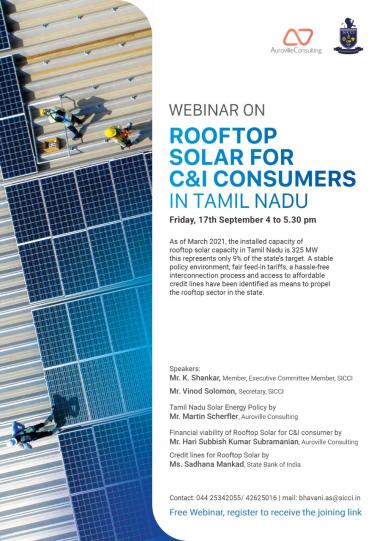 AurovilleConsulting
SICCI
WEBINAR ON
ROOFTOP
SOLAR FOR
C&I CONSUMERS
IN TAMIL NADU
Friday, 17th September 4 to 5.30 pm
As of March 2021, the installed capacity of
rooftop solar capacity in Tamil Nadu is 325 MW
this represents only 9% of the state's target. A stable
policy environment, fair feed-in tariffs, a hassle-free
interconnection process and access to affordable
credit lines have been identified as means to propel
the rooftop sector in the state.
Speakers:
Mr. K. Shankar, Member, Executive Committee Member, SICCI
Mr. Vinod Solomon, Secretary, SICCI
Tamil Nadu Solar Energy Policy by
Mr. Martin Scherfler, Auroville Consulting
Financial viability of Rooftop Solar for C&I consumer by
Mr. Hari Subbish Kumar Subramanian, Auroville Consulting
Credit lines for Rooftop Solar by
Ms. Sadhana Mankad, State Bank of India
Contact: 044 25342055/ 42625016 | mail: bhavani.as@sicci.in
Free Webinar, register to receive the joining link